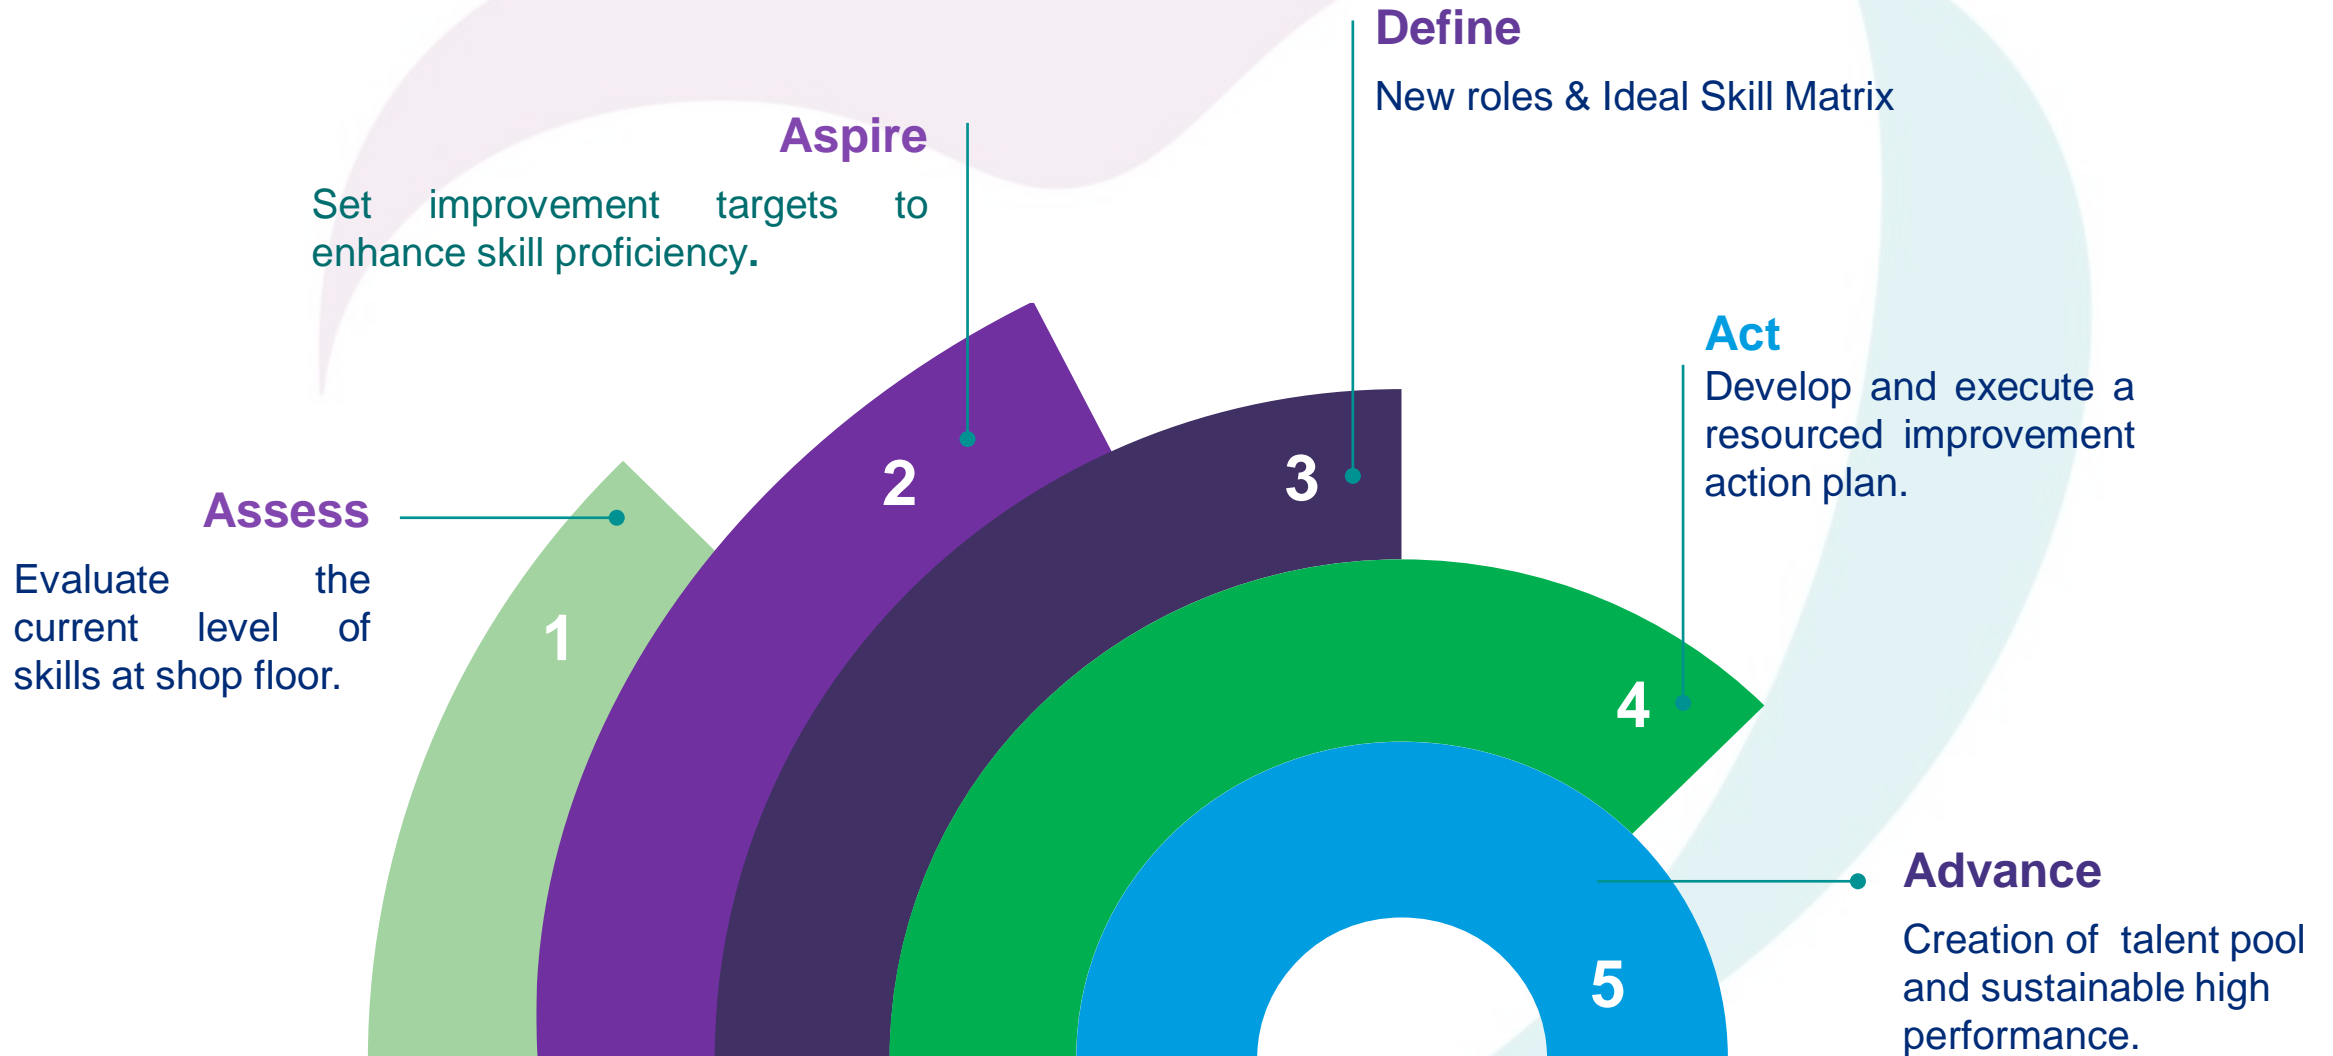 Assess
Evaluate the
current level of
skills at shop floor.
1
Aspire
Set improvement targets to
enhance skill proficiency.
2
Define
New roles & Ideal Skill Matrix
3
Act
Develop and execute a
resourced improvement
action plan.
4
Advance
Creation of talent pool
and sustainable high
performance.
5